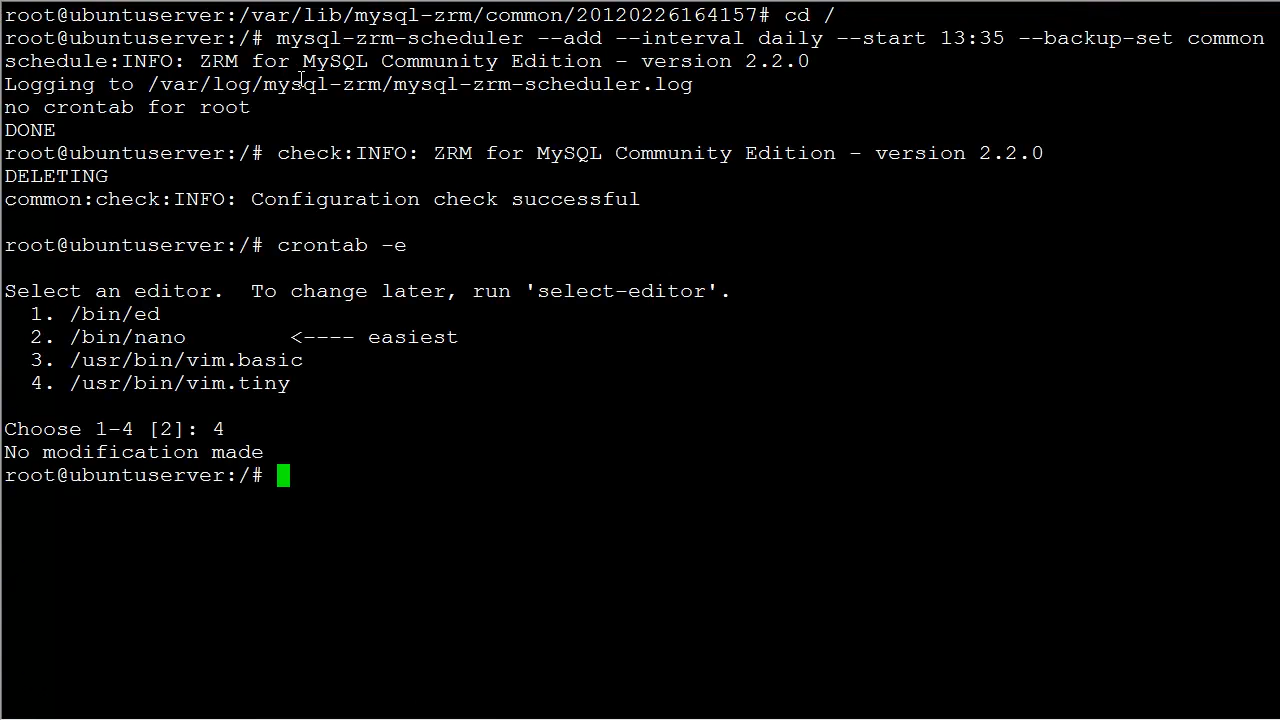 root@ubuntuserver:/var/lib/mysql-zrm/common/20120226164157# cd /
root@ubuntuserver:/# mysql-zrm-scheduler --add --interval daily --start 13:35 --backup-set common
schedule:INFO: ZRM for MySQL Community Edition - version 2.2.0
Logging to /var/log/mysql-zrm/mysql-zrm-scheduler.log
no crontab for root
DONE
root@ubuntuserver:/# check:INFO: ZRM for MySQL Community Edition - version 2.2.0
DELETING
common:check:INFO: Configuration check successful
root@ubuntuserver:/# crontab -e
Select an editor.  To change later, run 'select-editor'.
  1. /bin/ed
  2. /bin/nano        <---- easiest
  3. /usr/bin/vim.basic
  4. /usr/bin/vim.tiny
Choose 1-4 [2]: 4
No modification made
root@ubuntuserver:/#